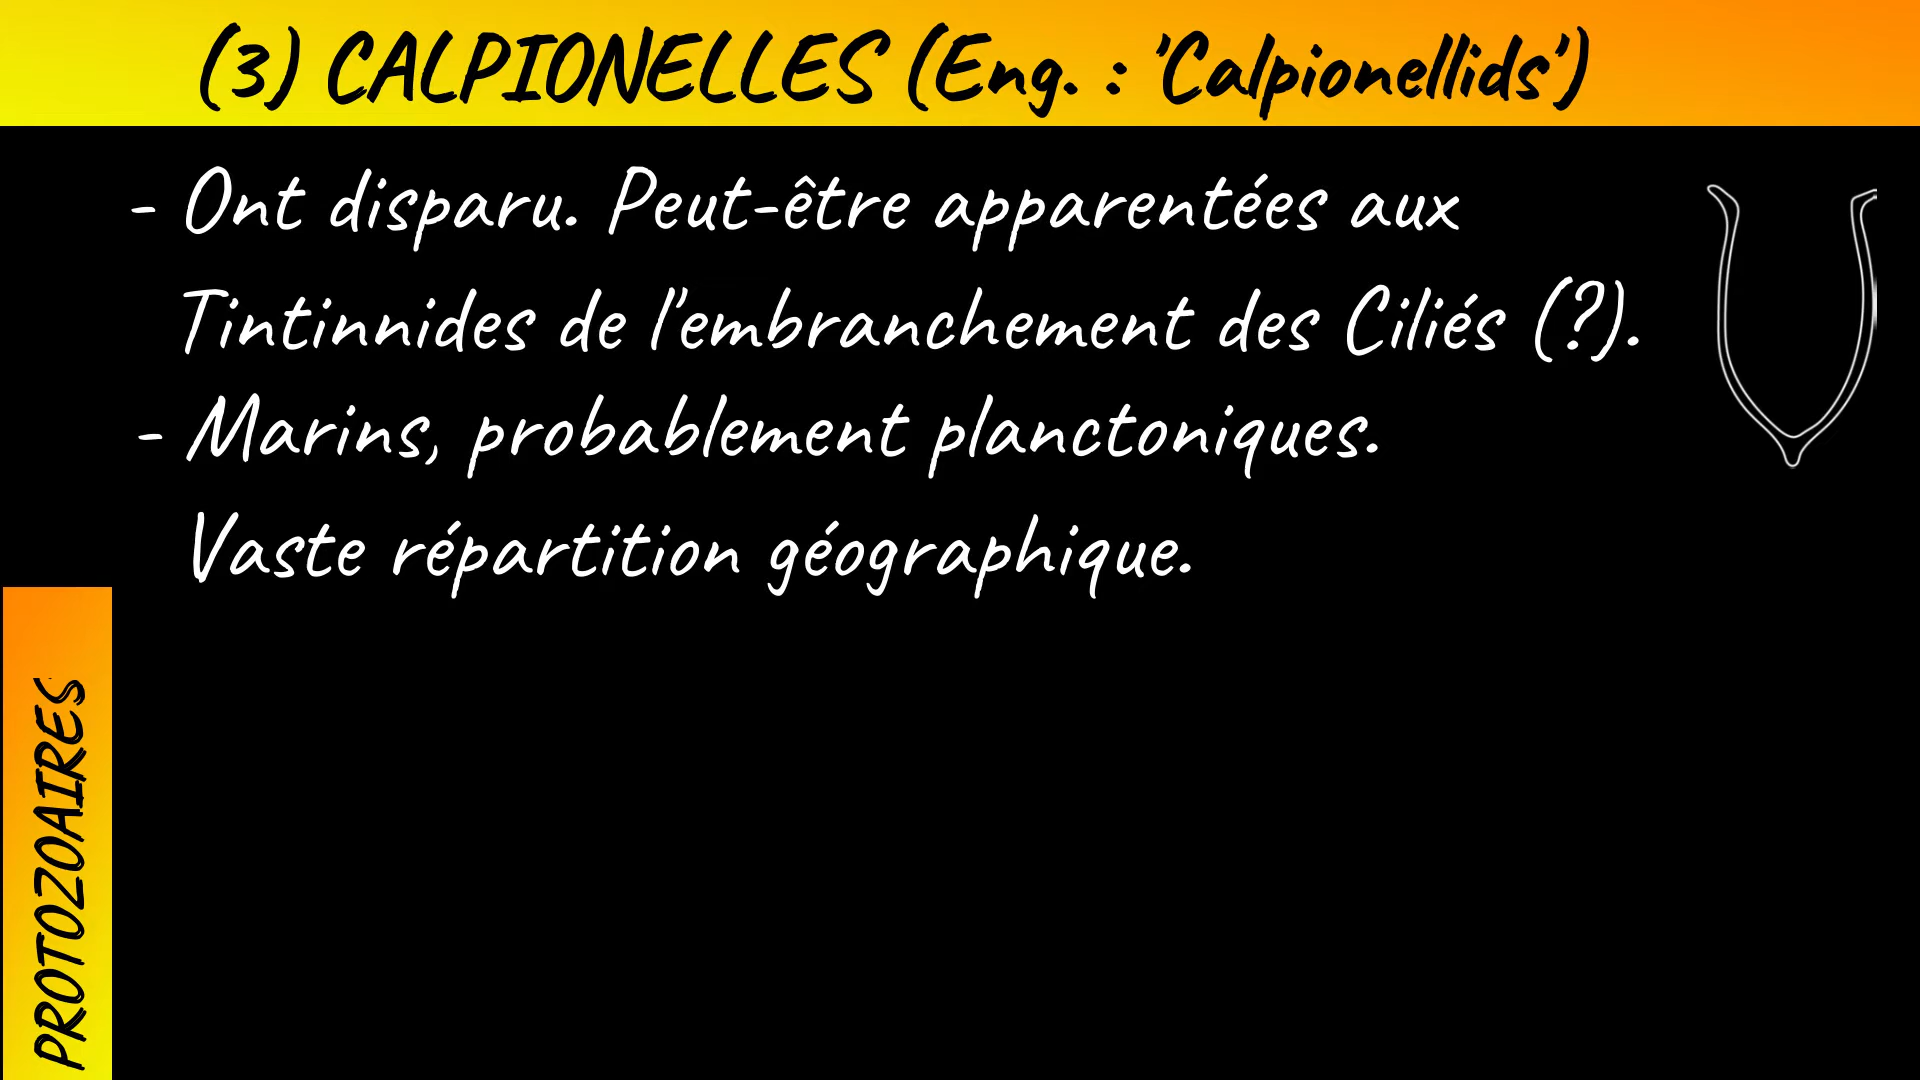 (3) CALPIONELLES (Eng. : 'Calpionellids')
- Ont disparu. Peut-être apparentées aux
Tintinnides de l'embranchement des Ciliés (?).
- Marins, probablement planctoniques.
Vaste répartition géographique.
PROTOZOAIRES